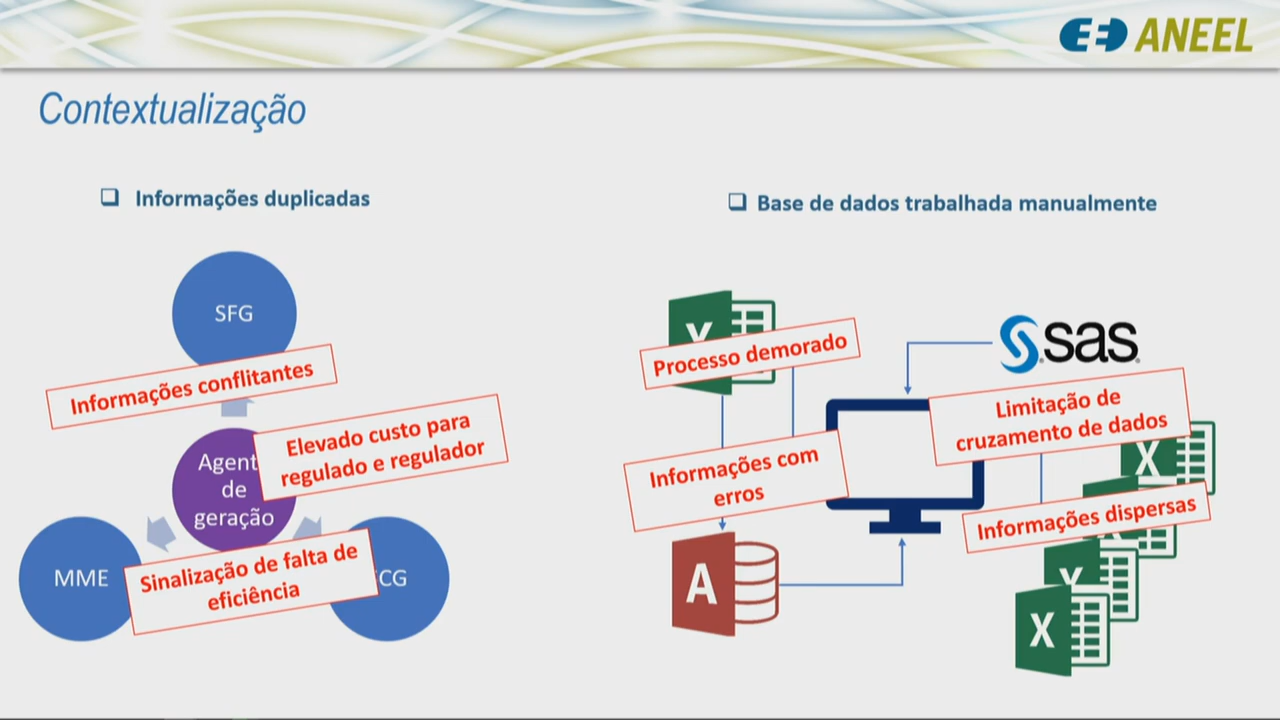 ANEEL
Contextualização
Informações duplicadas
Base de dados trabalhada manualmente
SFG
Informações conflitantes
Elevado custo para
regulado e regulador
de
geração
MME
Sinalização de falta de
eficiência
X
Processo demorado
sas
Limitação de
cruzamento de dados
Informações com
erros
X
Informações dispersas
A
X
X